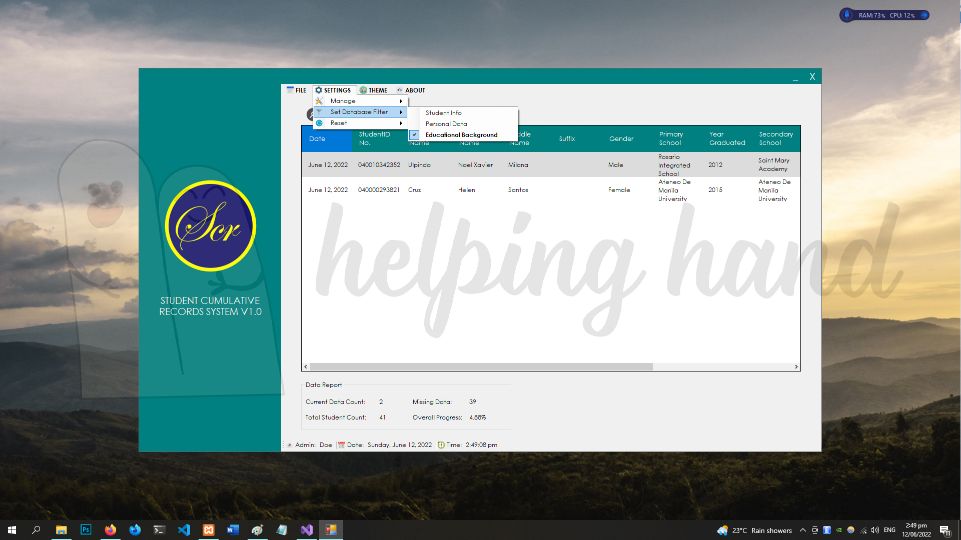 RAM:73% CPU:12%
_ X
FILE SETTINGS THEME ABOUT
Manage
Set Database Filter
Reset
Student Info
Personal Data
Educational Background
Date StudentID No. Name Name Name Suffix Gender Primary School Year Graduated Secondary School
June 12, 2022 040010342352 Ulpindo Noel Xavier Milana Male Rosario Integrated School 2012 Saint Mary Academy
June 12, 2022 040000293821 Cruz Helen Santos Female Ateneo De Manila University 2015 Ateneo De Manila University
Scr
STUDENT CUMULATIVE
RECORDS SYSTEM V1.0
helping hand
Data Report
Current Data Count: 2 Missing Data: 39
Total Student Count: 41 Overall Progress: 4.88%
Admin: Doe Date: Sunday, June 12, 2022 Time: 2:49:08 pm
23°C Rain showers
ENG
2:49 pm
12/06/2022